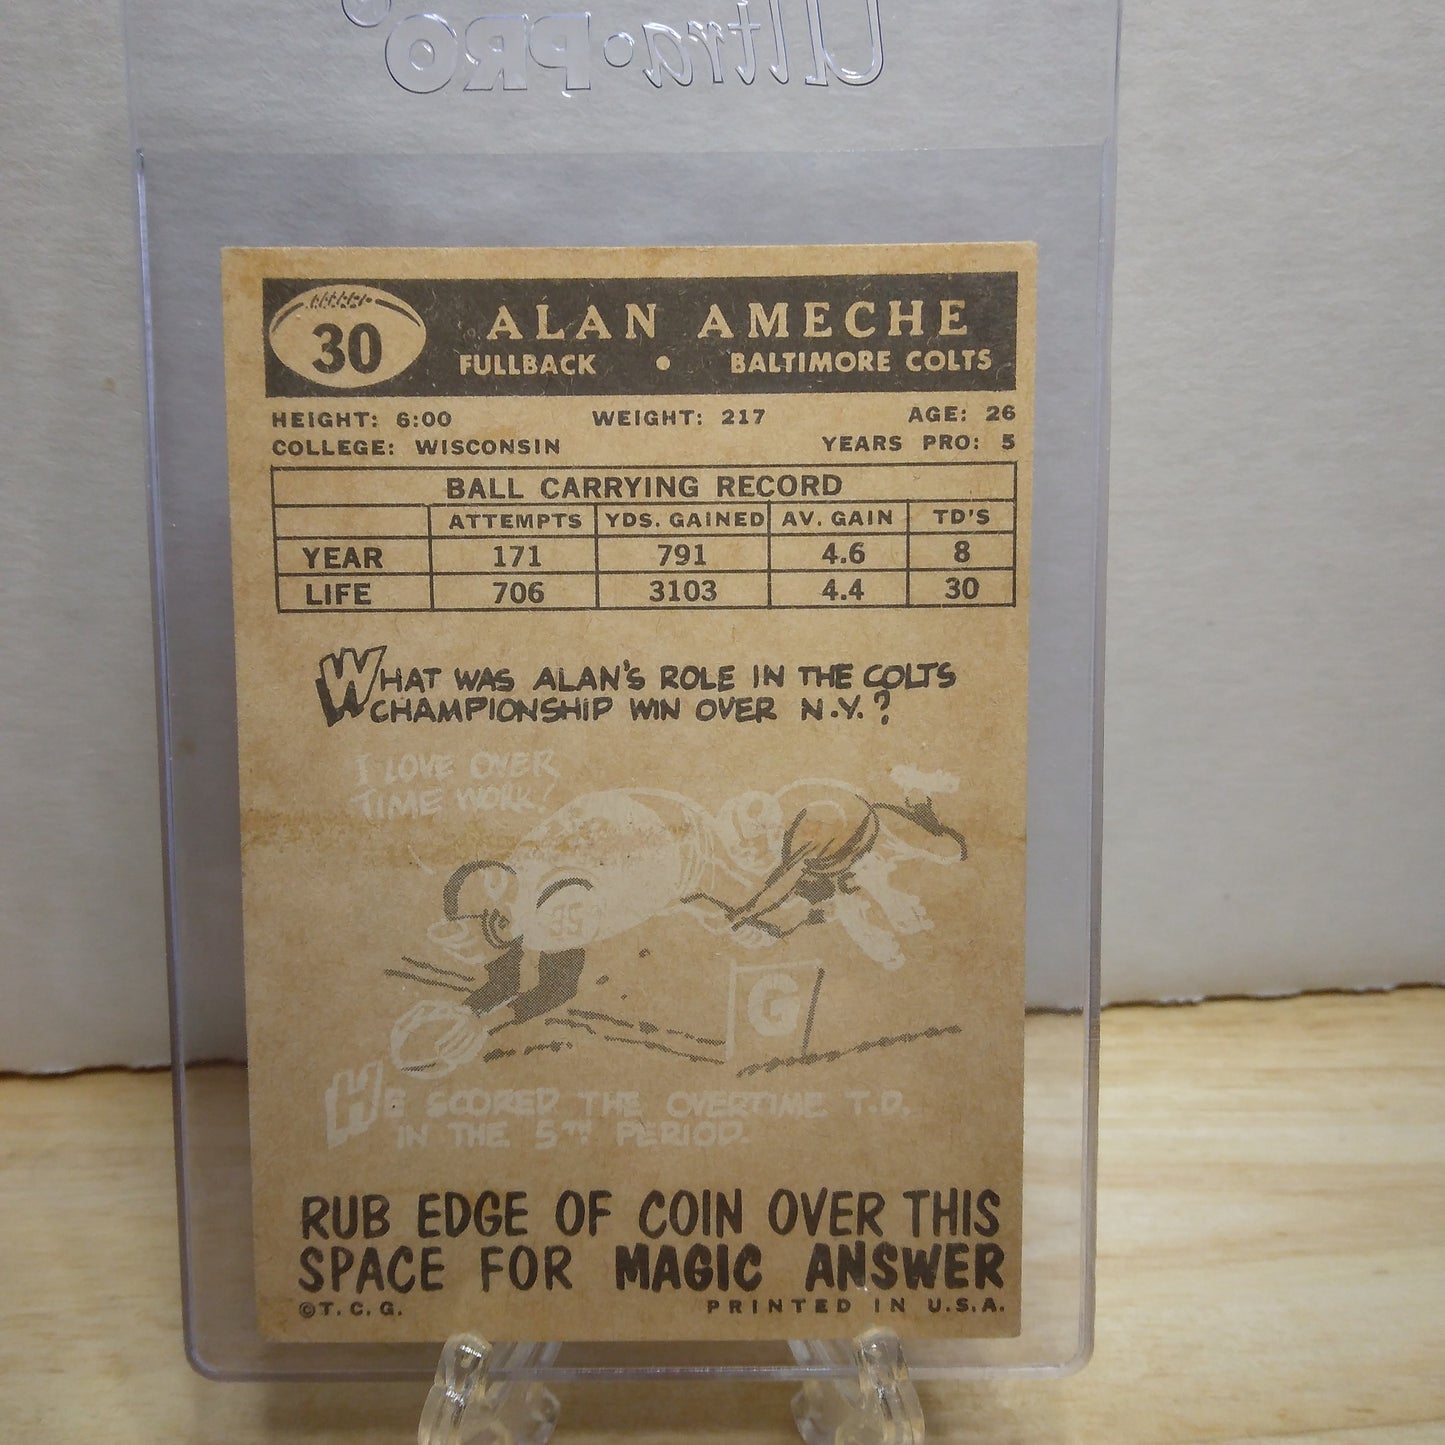 Ultra•PRO
30
ALAN AMECHE
FULLBACK • BALTIMORE COLTS
HEIGHT: 6:00 WEIGHT: 217 AGE: 26
COLLEGE: WISCONSIN YEARS PRO: 5
BALL CARRYING RECORD
ATTEMPTS YDS. GAINED AV. GAIN TD'S
YEAR 171 791 4.6 8
LIFE 706 3103 4.4 30
WHAT WAS ALAN'S ROLE IN THE COLTS
CHAMPIONSHIP WIN OVER N.Y.?
I LOVE OVER
TIME WORK!
35
G
HE SCORED THE OVERTIME T.D.
IN THE 5TH PERIOD.
RUB EDGE OF COIN OVER THIS
SPACE FOR MAGIC ANSWER
©T.C.G. PRINTED IN U.S.A.